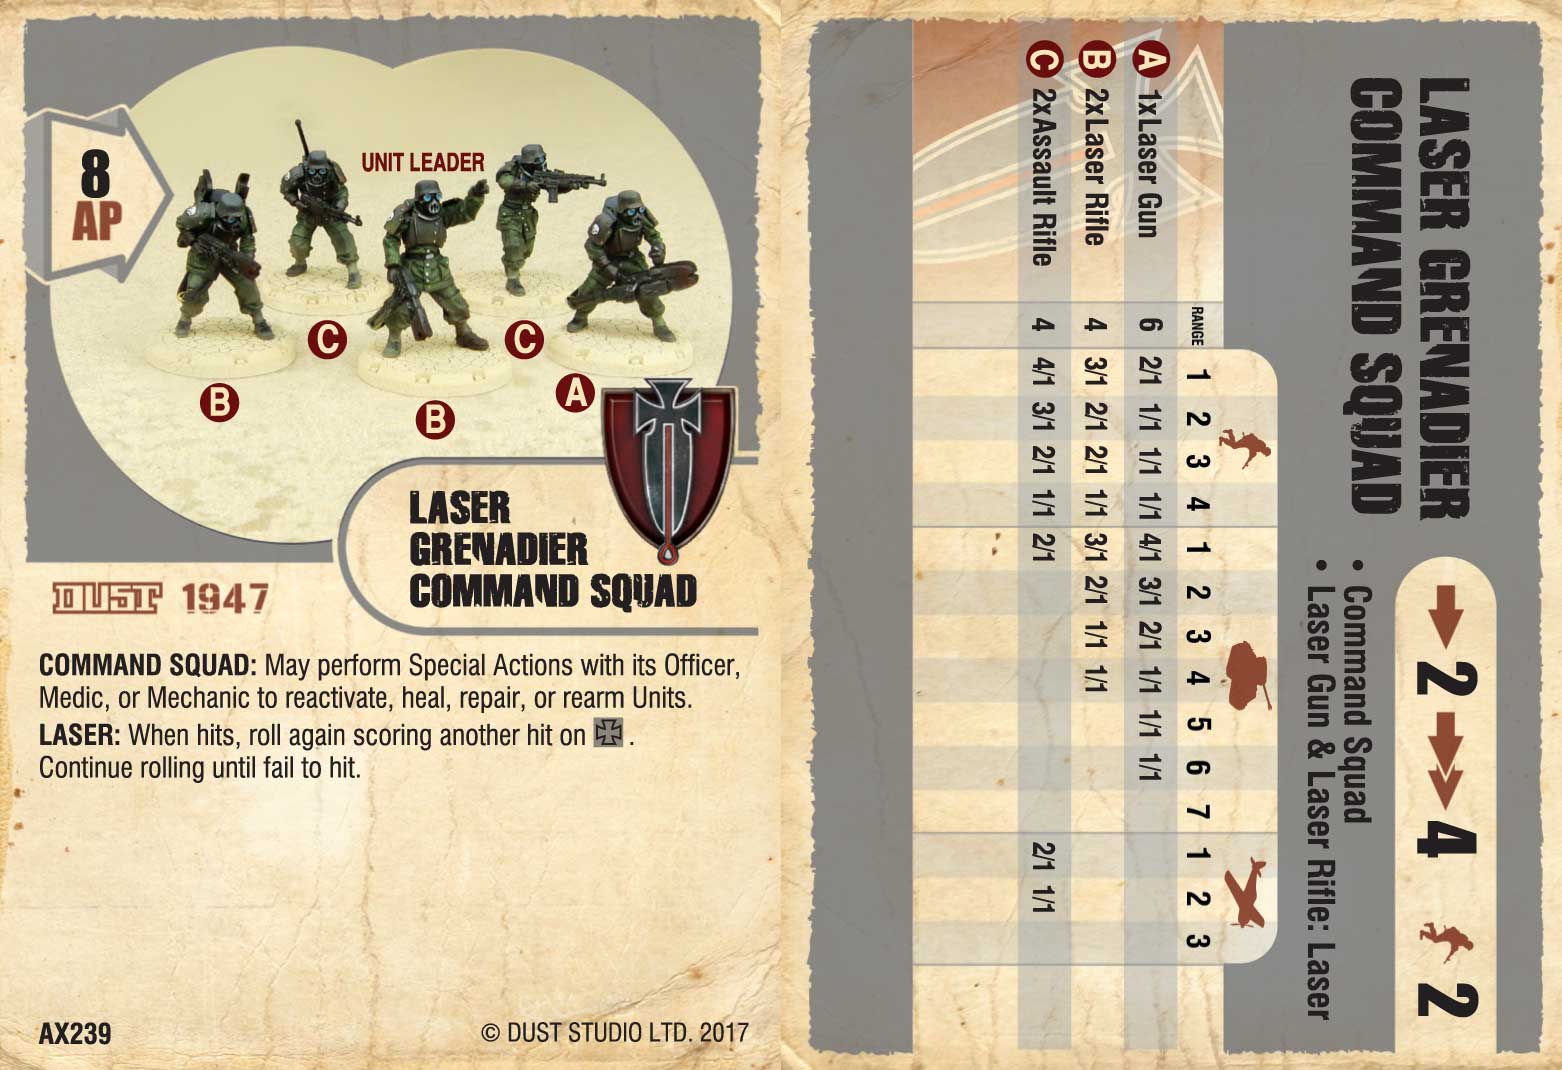 8
AP
UNIT LEADER
C
C
B
B
A
LASER
GRENADIER
COMMAND SQUAD
DUST 1947
COMMAND SQUAD: May perform Special Actions with its Officer,
Medic, or Mechanic to reactivate, heal, repair, or rearm Units.
LASER: When hits, roll again scoring another hit on .
Continue rolling until fail to hit.
AX239
© DUST STUDIO LTD. 2017
LASER GRENADIER
COMMAND SQUAD
2 4 2
• Command Squad
• Laser Gun & Laser Rifle: Laser
RANGE 1 2 3 4 1 2 3 4 5 6 7 1 2 3
A 1xLaser Gun 6 2/1 1/1 1/1 1/1 4/1 3/1 2/1 1/1 1/1 1/1
B 2xLaser Rifle 4 3/1 2/1 2/1 1/1 3/1 2/1 1/1 1/1
C 2xAssault Rifle 4 4/1 3/1 2/1 1/1 2/1 2/1 1/1